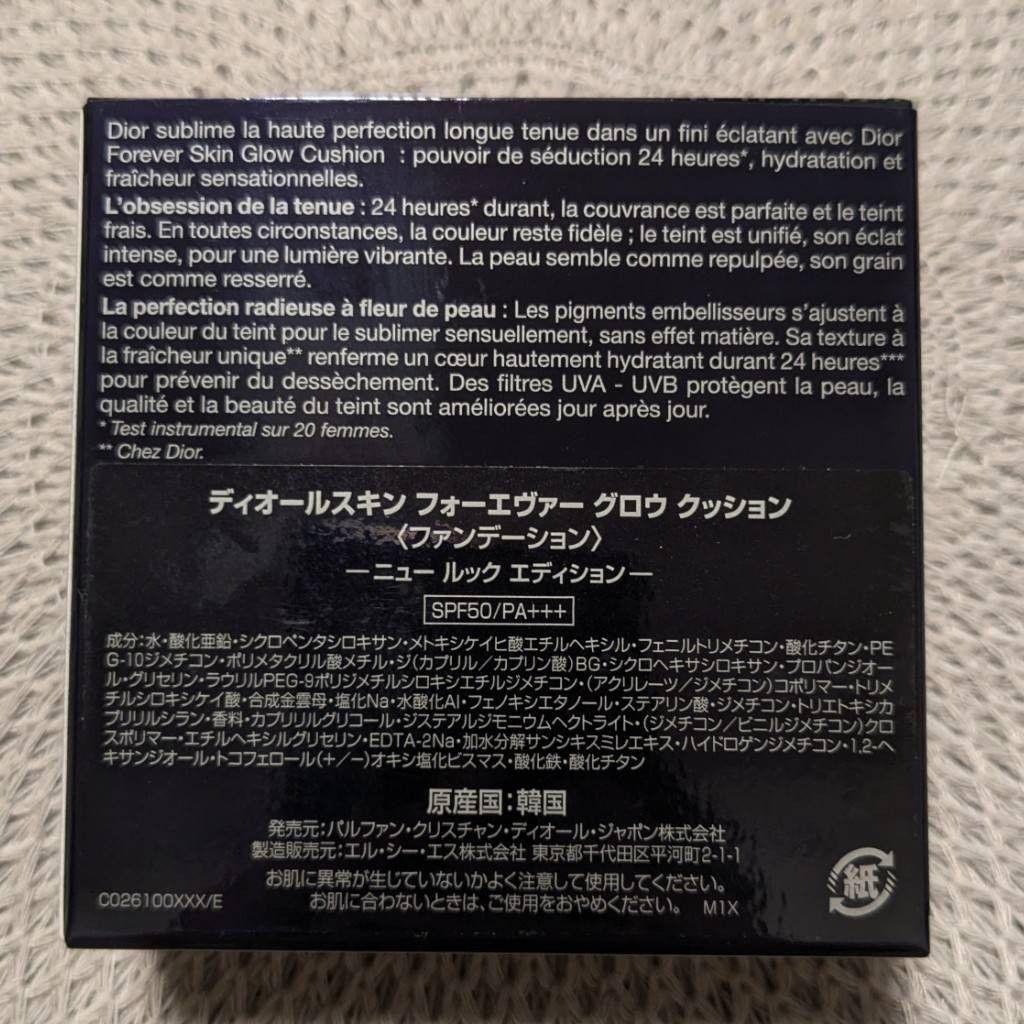 Dior sublime la haute perfection longue tenue dans un fini éclatant avec Dior
Forever Skin Glow Cushion : pouvoir de séduction 24 heures*, hydratation et
fraîcheur sensationnelles.
L'obsession de la tenue : 24 heures* durant, la couvrance est parfaite et le teint
frais. En toutes circonstances, la couleur reste fidèle ; le teint est unifié, son éclat
intense, pour une lumière vibrante. La peau semble comme repulpée, son grain
est comme resserré.
La perfection radieuse à fleur de peau : Les pigments embellisseurs s'ajustent à
la couleur du teint pour le sublimer sensuellement, sans effet matière. Sa texture à
la fraîcheur unique** renferme un cœur hautement hydratant durant 24 heures***
pour prévenir du dessèchement. Des filtres UVA - UVB protègent la peau, la
qualité et la beauté du teint sont améliorées jour après jour.
* Test instrumental sur 20 femmes.
** Chez Dior.
ディオールスキン フォーエヴァー グロウ クッション
〈ファンデーション〉
ーニュー ルック エディションー
SPF50/PA+++
成分：水・酸化亜鉛・シクロペンタシロキサン・メトキシケイヒ酸エチルヘキシル・フェニルトリメチコン・酸化チタン・PE
G-10ジメチコン・ポリメタクリル酸メチル・ジ(カプリル／カプリン酸)BG・シクロヘキサシロキサン・プロパンジオ
ール・グリセリン・ラウリルPEG-9ポリジメチルシロキシエチルジメチコン・(アクリレーツ／ジメチコン)コポリマー・トリメ
チルシロキシケイ酸・合成金雲母・塩化Na・水酸化Al・フェノキシエタノール・ステアリン酸・ジメチコン・トリエトキシカ
プリリルシラン・香料・カプリリルグリコール・ジステアルジモニウムヘクトライト・(ジメチコン／ビニルジメチコン)クロ
スポリマー・エチルヘキシルグリセリン・EDTA-2Na・加水分解サンシキスミレエキス・ハイドロゲンジメチコン・1,2-ヘ
キサンジオール・トコフェロール(+/−)オキシ塩化ビスマス・酸化鉄・酸化チタン
原産国：韓国
発売元：パルファン・クリスチャン・ディオール・ジャポン株式会社
製造販売元：エル・シー・エス株式会社 東京都千代田区平河町2-1-1
お肌に異常が生じていないかよく注意して使用してください。
お肌に合わないときは、ご使用をおやめください。 M1X
C026100XXX/E
紙